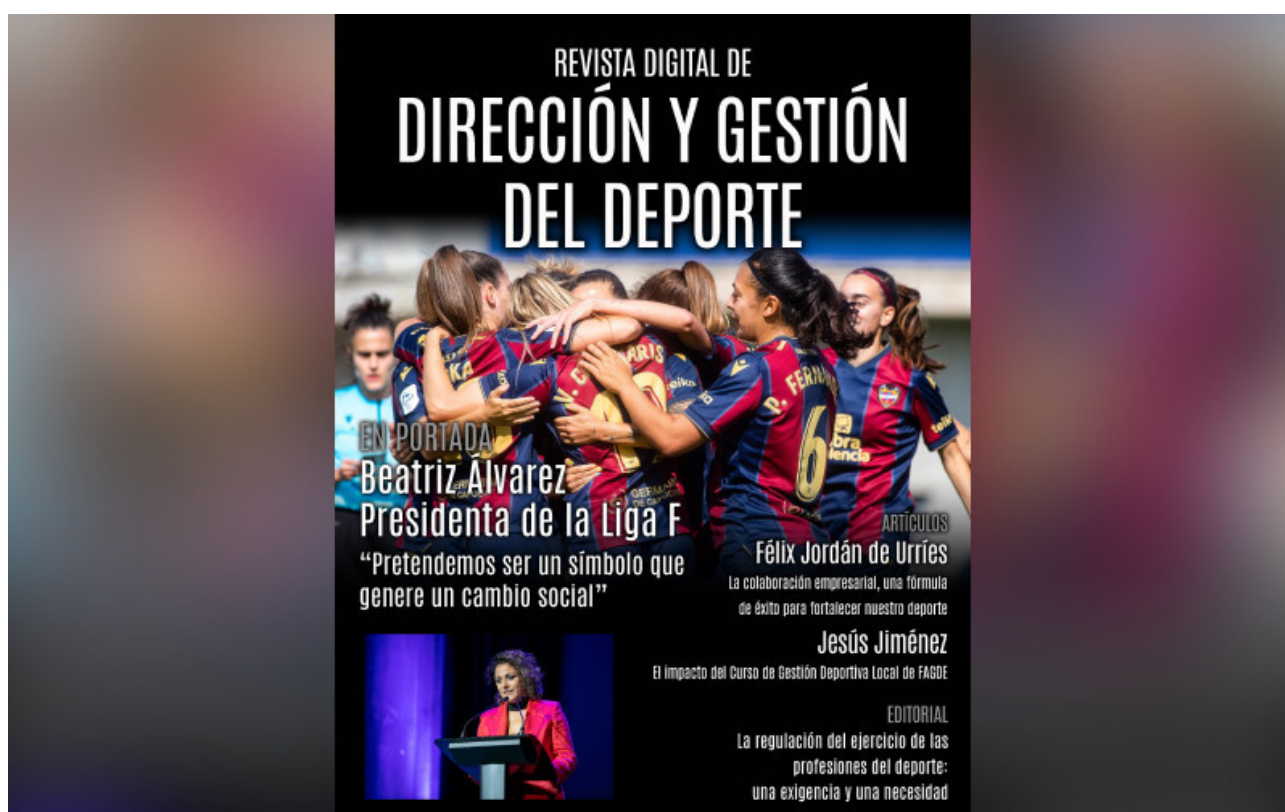 REVISTA DIGITAL DE
DIRECCIÓN Y GESTIÓN
DEL DEPORTE
P. FERN
6
EN PORTADA
Beatriz Álvarez
Presidenta de la Liga F
“Pretendemos ser un símbolo que
genere un cambio social”
ARTÍCULOS
Félix Jordán de Urríes
La colaboración empresarial, una fórmula
de éxito para fortalecer nuestro deporte
Jesús Jiménez
El impacto del Curso de Gestión Deportiva Local de FAGDE
EDITORIAL
La regulación del ejercicio de las
profesiones del deporte:
una exigencia y una necesidad